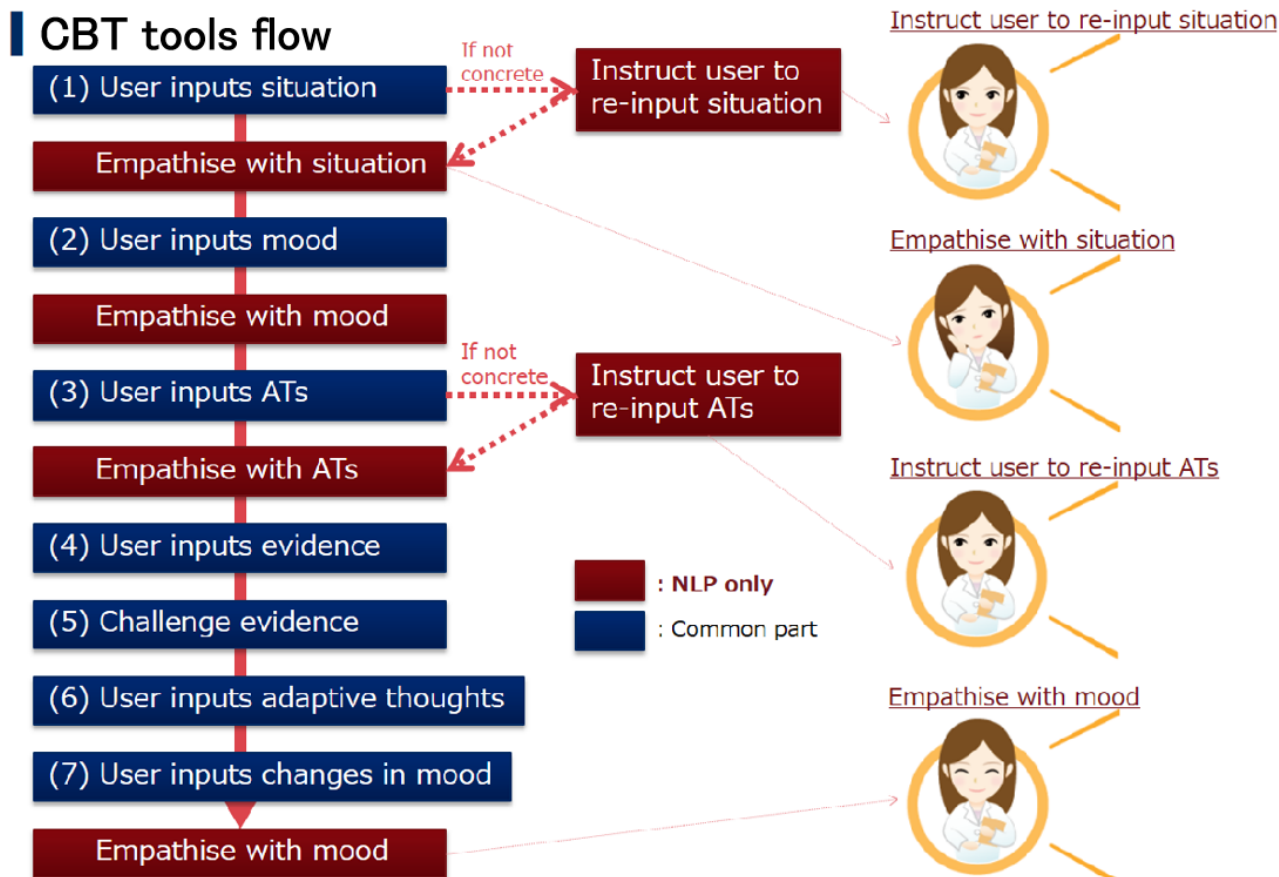 CBT tools flow
(1) User inputs situation
If not
concrete
Instruct user to
re-input situation
Empathise with situation
(2) User inputs mood
Empathise with mood
(3) User inputs ATs
If not
concrete
Instruct user to
re-input ATs
Empathise with ATs
(4) User inputs evidence
(5) Challenge evidence
(6) User inputs adaptive thoughts
(7) User inputs changes in mood
Empathise with mood
: NLP only
: Common part
Instruct user to re-input situation
Empathise with situation
Instruct user to re-input ATs
Empathise with mood